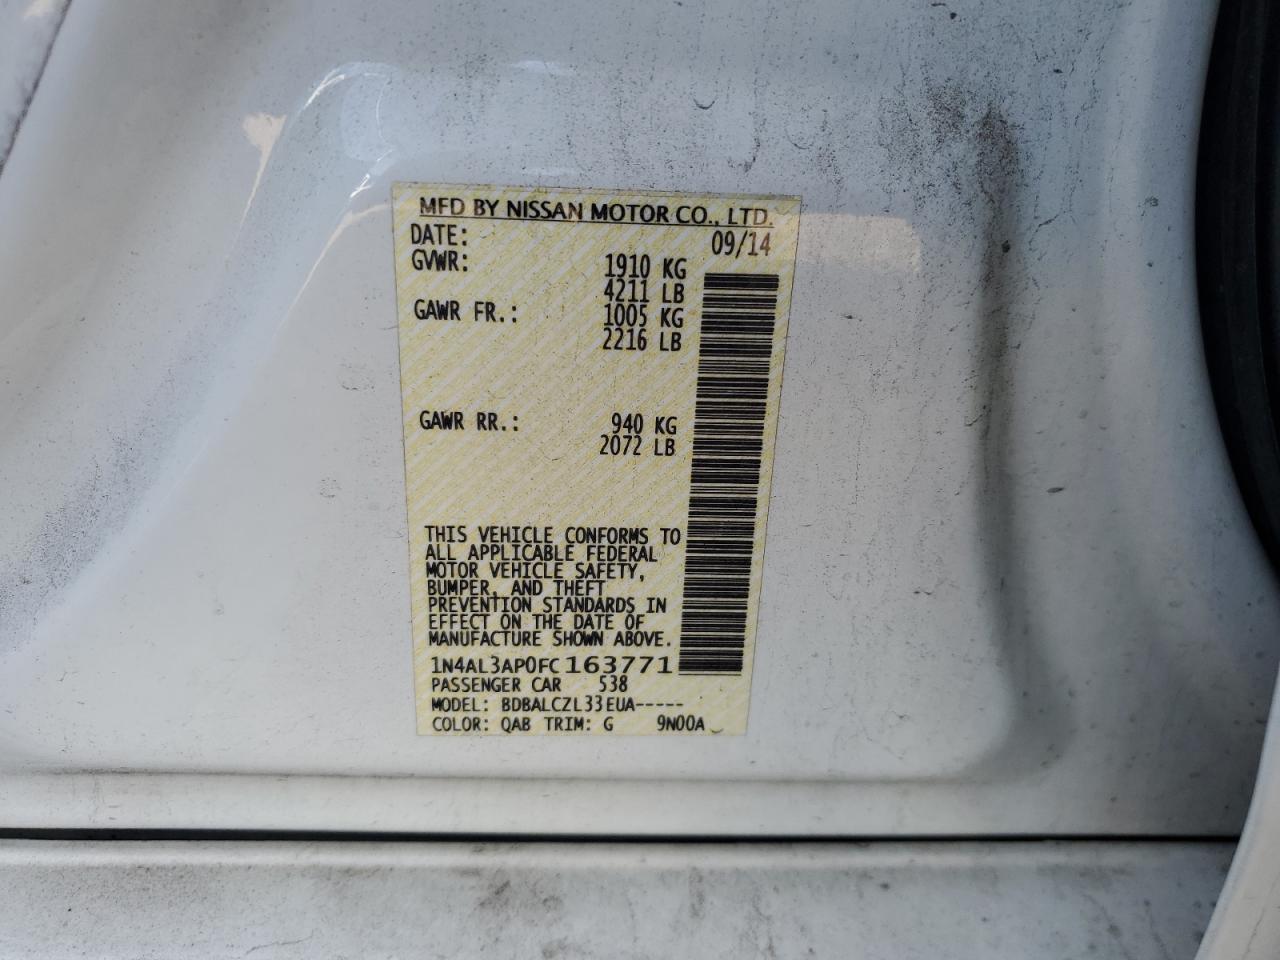 MFD BY NISSAN MOTOR CO., LTD.
DATE: 09/14
GVWR: 1910 KG
4211 LB
GAWR FR.: 1005 KG
2216 LB
GAWR RR.: 940 KG
2072 LB
THIS VEHICLE CONFORMS TO
ALL APPLICABLE FEDERAL
MOTOR VEHICLE SAFETY,
BUMPER, AND THEFT
PREVENTION STANDARDS IN
EFFECT ON THE DATE OF
MANUFACTURE SHOWN ABOVE.
1N4AL3AP0FC163771
PASSENGER CAR 538
MODEL: BDBALCZL33EUA-----
COLOR: QAB TRIM: G 9N00A